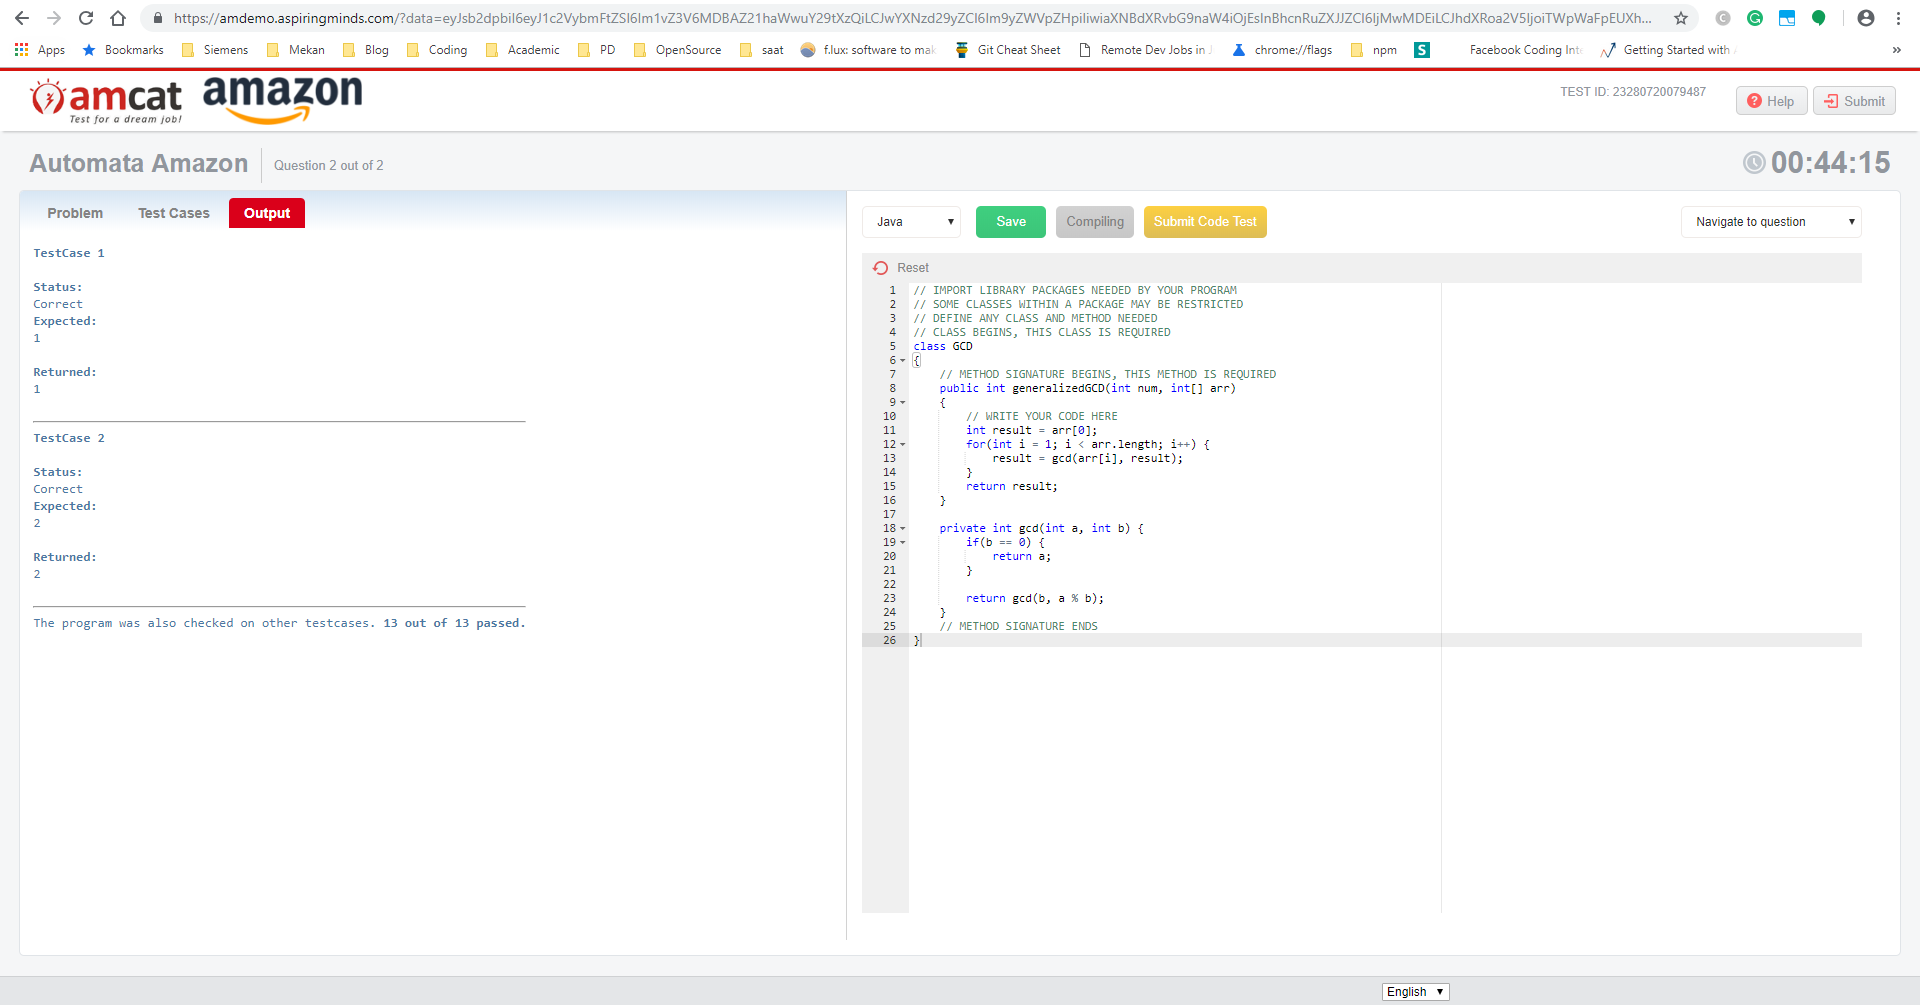 https://amdemo.aspiringminds.com/?data=
Apps Bookmarks Siemens Mekan Blog Coding Academic PD OpenSource saat f.lux: software to mak Git Cheat Sheet Remote Dev Jobs in chrome://flags npm S Facebook Coding Inte Getting Started with »
amcat
Test for a dream job!
amazon
TEST ID: 23280720079487
Help
Submit
Automata Amazon
Question 2 out of 2
00:44:15
Problem Test Cases Output
Java Save Compiling Submit Code Test Navigate to question
TestCase 1
Status:
Correct
Expected:
1
Returned:
1
TestCase 2
Status:
Correct
Expected:
2
Returned:
2
The program was also checked on other testcases. 13 out of 13 passed.
Reset
1 // IMPORT LIBRARY PACKAGES NEEDED BY YOUR PROGRAM
2 // SOME CLASSES WITHIN A PACKAGE MAY BE RESTRICTED
3 // DEFINE ANY CLASS AND METHOD NEEDED
4 // CLASS BEGINS, THIS CLASS IS REQUIRED
5 class GCD
6 {
7 // METHOD SIGNATURE BEGINS, THIS METHOD IS REQUIRED
8 public int generalizedGCD(int num, int[] arr)
9 {
10 // WRITE YOUR CODE HERE
11 int result = arr[0];
12 for(int i = 1; i < arr.length; i++) {
13 result = gcd(arr[i], result);
14 }
15 return result;
16 }
17
18 private int gcd(int a, int b) {
19 if(b == 0) {
20 return a;
21 }
22
23 return gcd(b, a % b);
24 }
25 // METHOD SIGNATURE ENDS
26 }
English